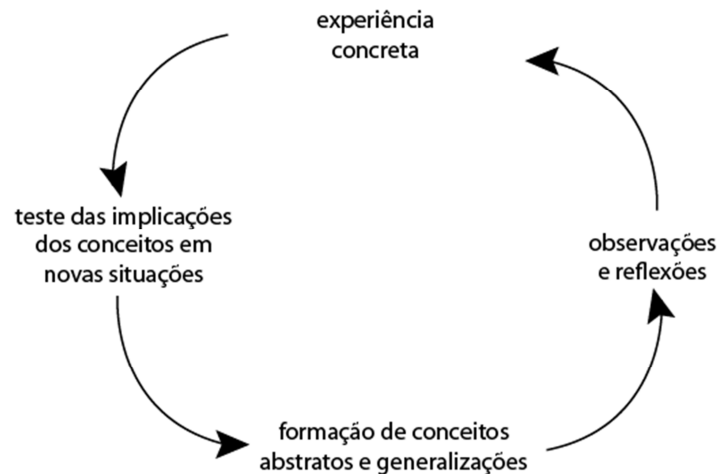 experiência
concreta
teste das implicações
dos conceitos em
novas situações
observações
e reflexões
formação de conceitos
abstratos e generalizações